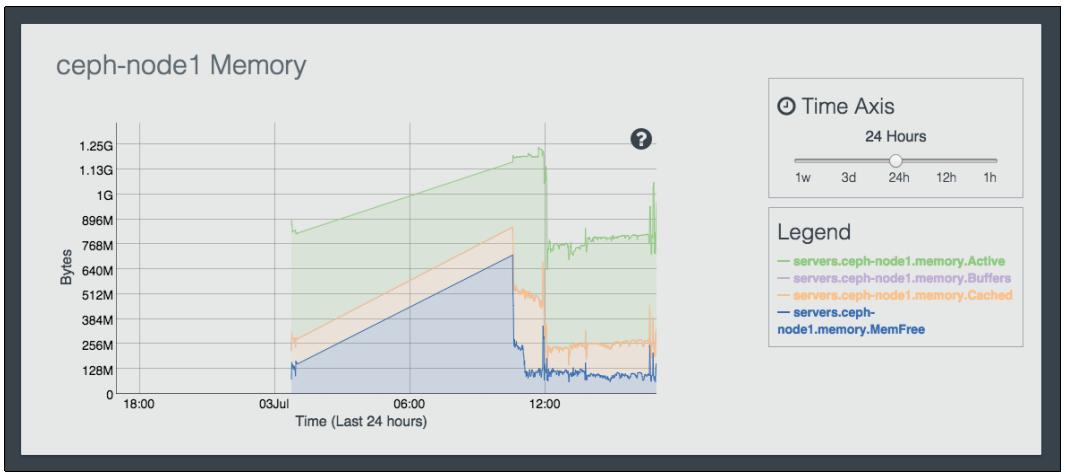 ceph-node1 Memory
?
1.25G
1.13G
1G
896M
768M
640M
512M
384M
256M
128M
0
Bytes
18:00
03Jul
06:00
12:00
Time (Last 24 hours)
Time Axis
24 Hours
1w 3d 24h 12h 1h
Legend
servers.ceph-node1.memory.Active
servers.ceph-node1.memory.Buffers
servers.ceph-node1.memory.Cached
servers.ceph-
node1.memory.MemFree